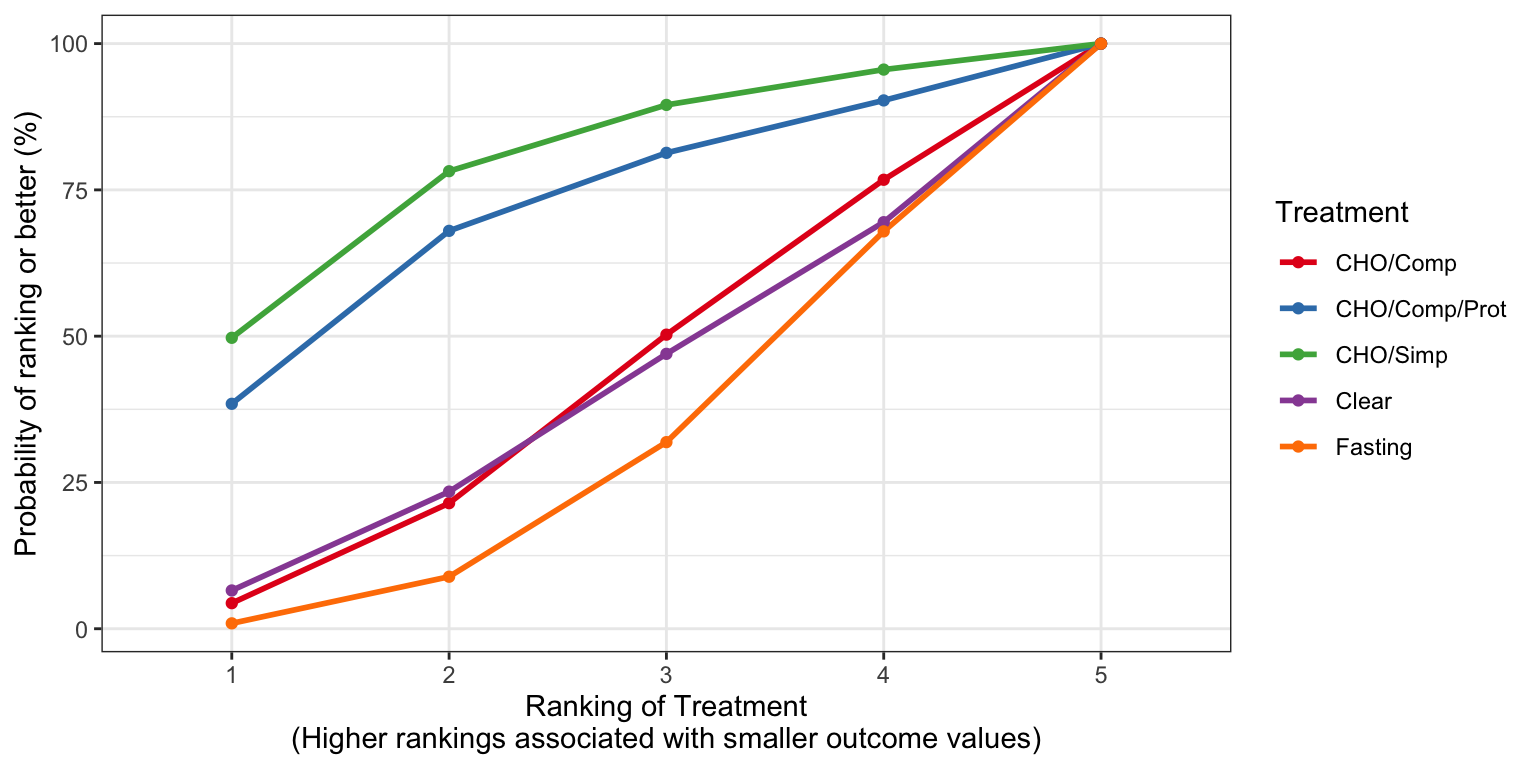 Probability of ranking or better (%)
100
75
50
25
0
1 2 3 4 5
Ranking of Treatment
(Higher rankings associated with smaller outcome values)
Treatment
CHO/Comp
CHO/Comp/Prot
CHO/Simp
Clear
Fasting